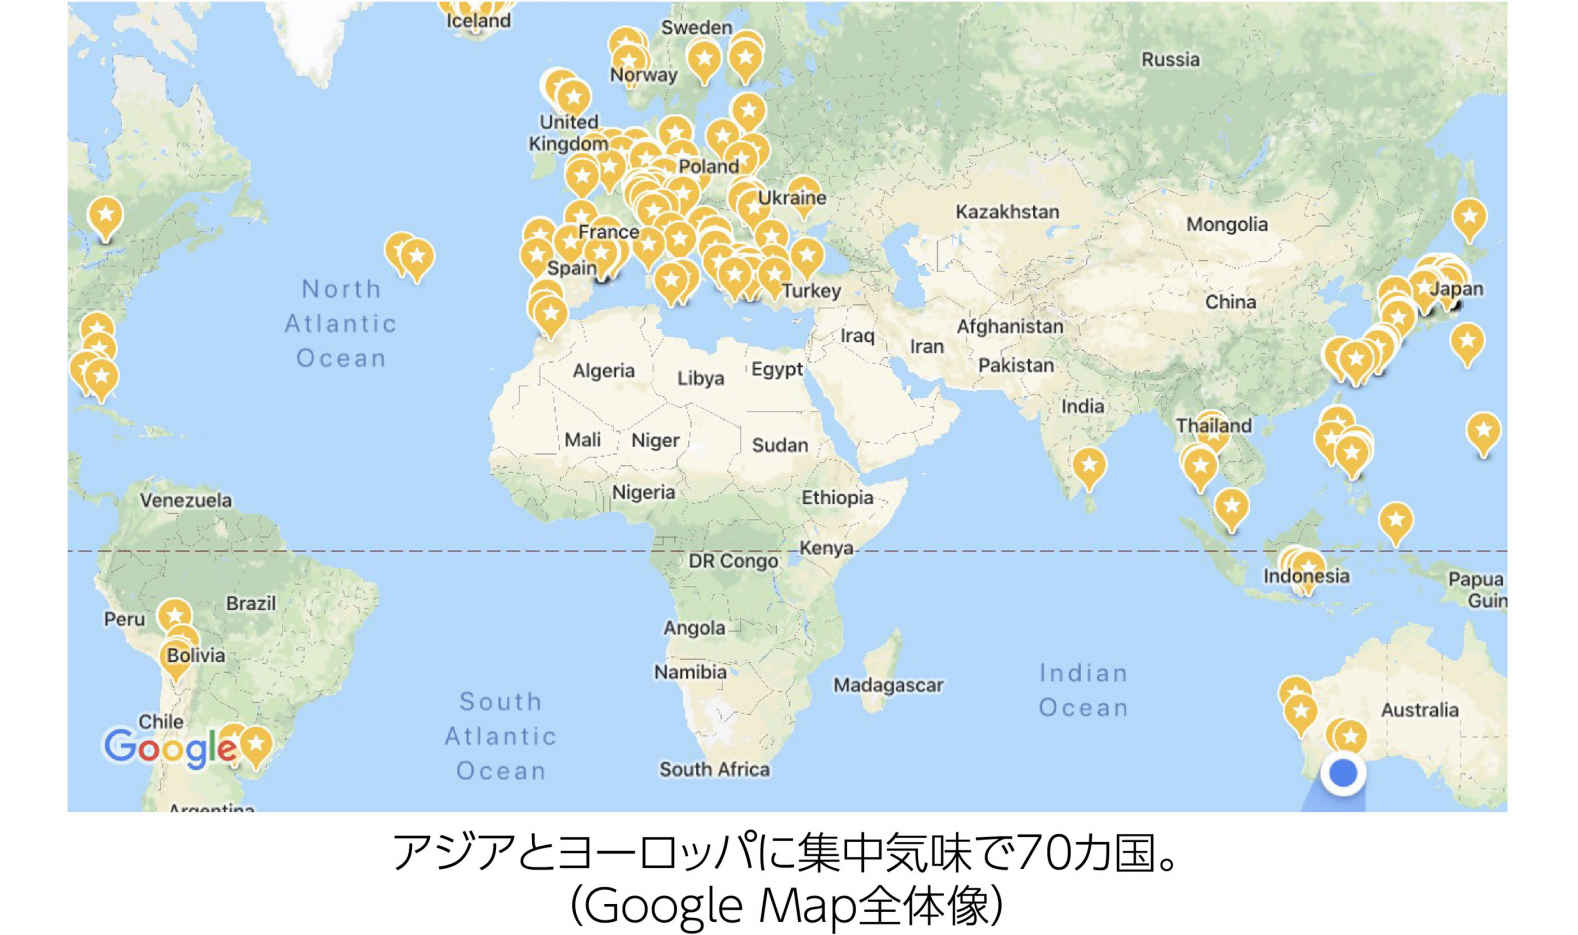 Iceland
Sweden
Russia
Norway
United
Kingdom
Poland
Ukraine
Kazakhstan
Mongolia
France
Spain
Turkey
Japan
North
Atlantic
Ocean
China
Iraq
Iran
Afghanistan
Pakistan
Algeria
Libya
Egypt
India
Thailand
Mali
Niger
Sudan
Venezuela
Nigeria
Ethiopia
Kenya
DR Congo
Indonesia
Papua
Guin
Peru
Brazil
Angola
Bolivia
Namibia
Madagascar
Indian
Ocean
South
Atlantic
Ocean
Australia
Chile
Google
South Africa
Argentina
アジアとヨーロッパに集中気味で70カ国。
(Google Map全体像)